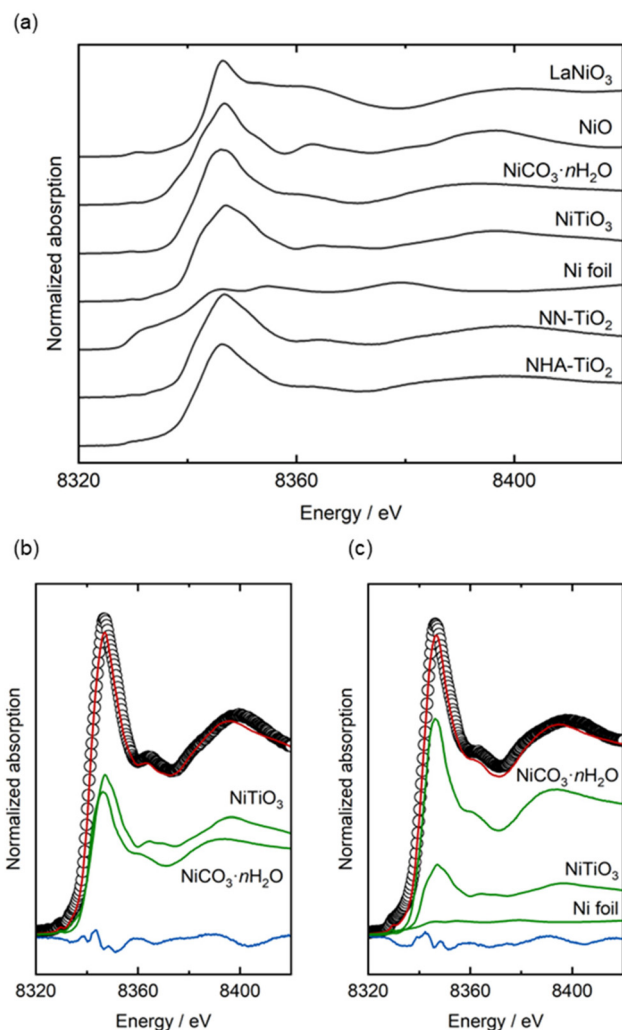 (a)
Normalized abosrption
LaNiO₃
NiO
NiCO₃·nH₂O
NiTiO₃
Ni foil
NN-TiO₂
NHA-TiO₂
8320 8360 8400
Energy / eV
(b)
Normalized absorption
NiTiO₃
NiCO₃·nH₂O
8320 8360 8400
Energy / eV
(c)
Normalized absorption
NiCO₃·nH₂O
NiTiO₃
Ni foil
8320 8360 8400
Energy / eV